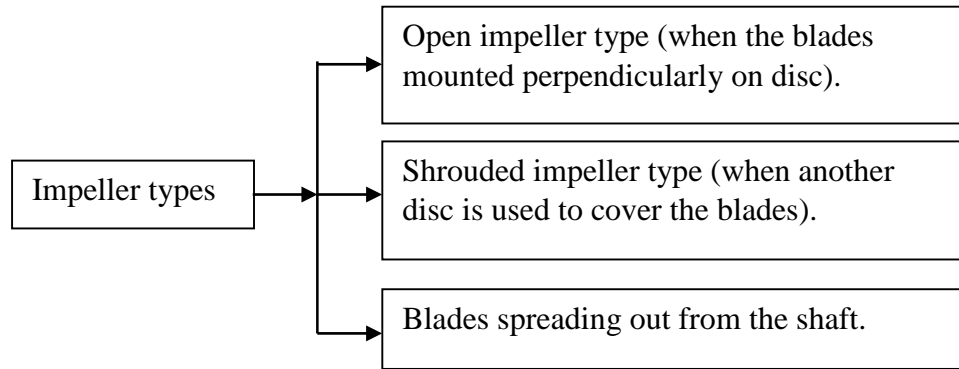 Open impeller type (when the blades
mounted perpendicularly on disc).
Impeller types
Shrouded impeller type (when another
disc is used to cover the blades).
Blades spreading out from the shaft.